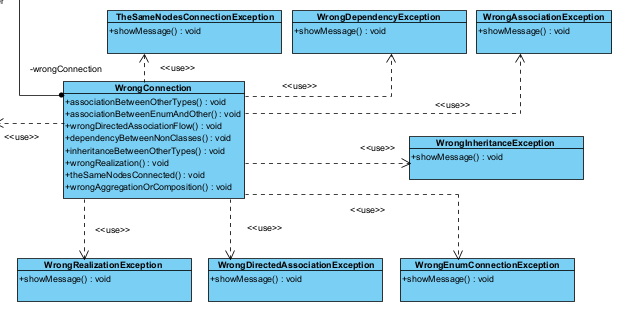 er
TheSameNodesConnectionException
+showMessage() : void
WrongDependencyException
+showMessage() : void
WrongAssociationException
+showMessage() : void
-wrongConnection
<<use>>
<<use>>
<<use>>
<<use>>
WrongConnection
+associationBetweenOtherTypes() : void
+associationBetweenEnumAndOther() : void
+wrongDirectedAssociationFlow() : void
+dependencyBetweenNonClasses() : void
+inheritanceBetweenOtherTypes() : void
+wrongRealization() : void
+theSameNodesConnected() : void
+wrongAggregationOrComposition() : void
<<use>>
WrongInheritanceException
+showMessage() : void
<<use>>
<<use>>
<<use>>
WrongRealizationException
+showMessage() : void
WrongDirectedAssociationException
+showMessage() : void
WrongEnumConnectionException
+showMessage() : void